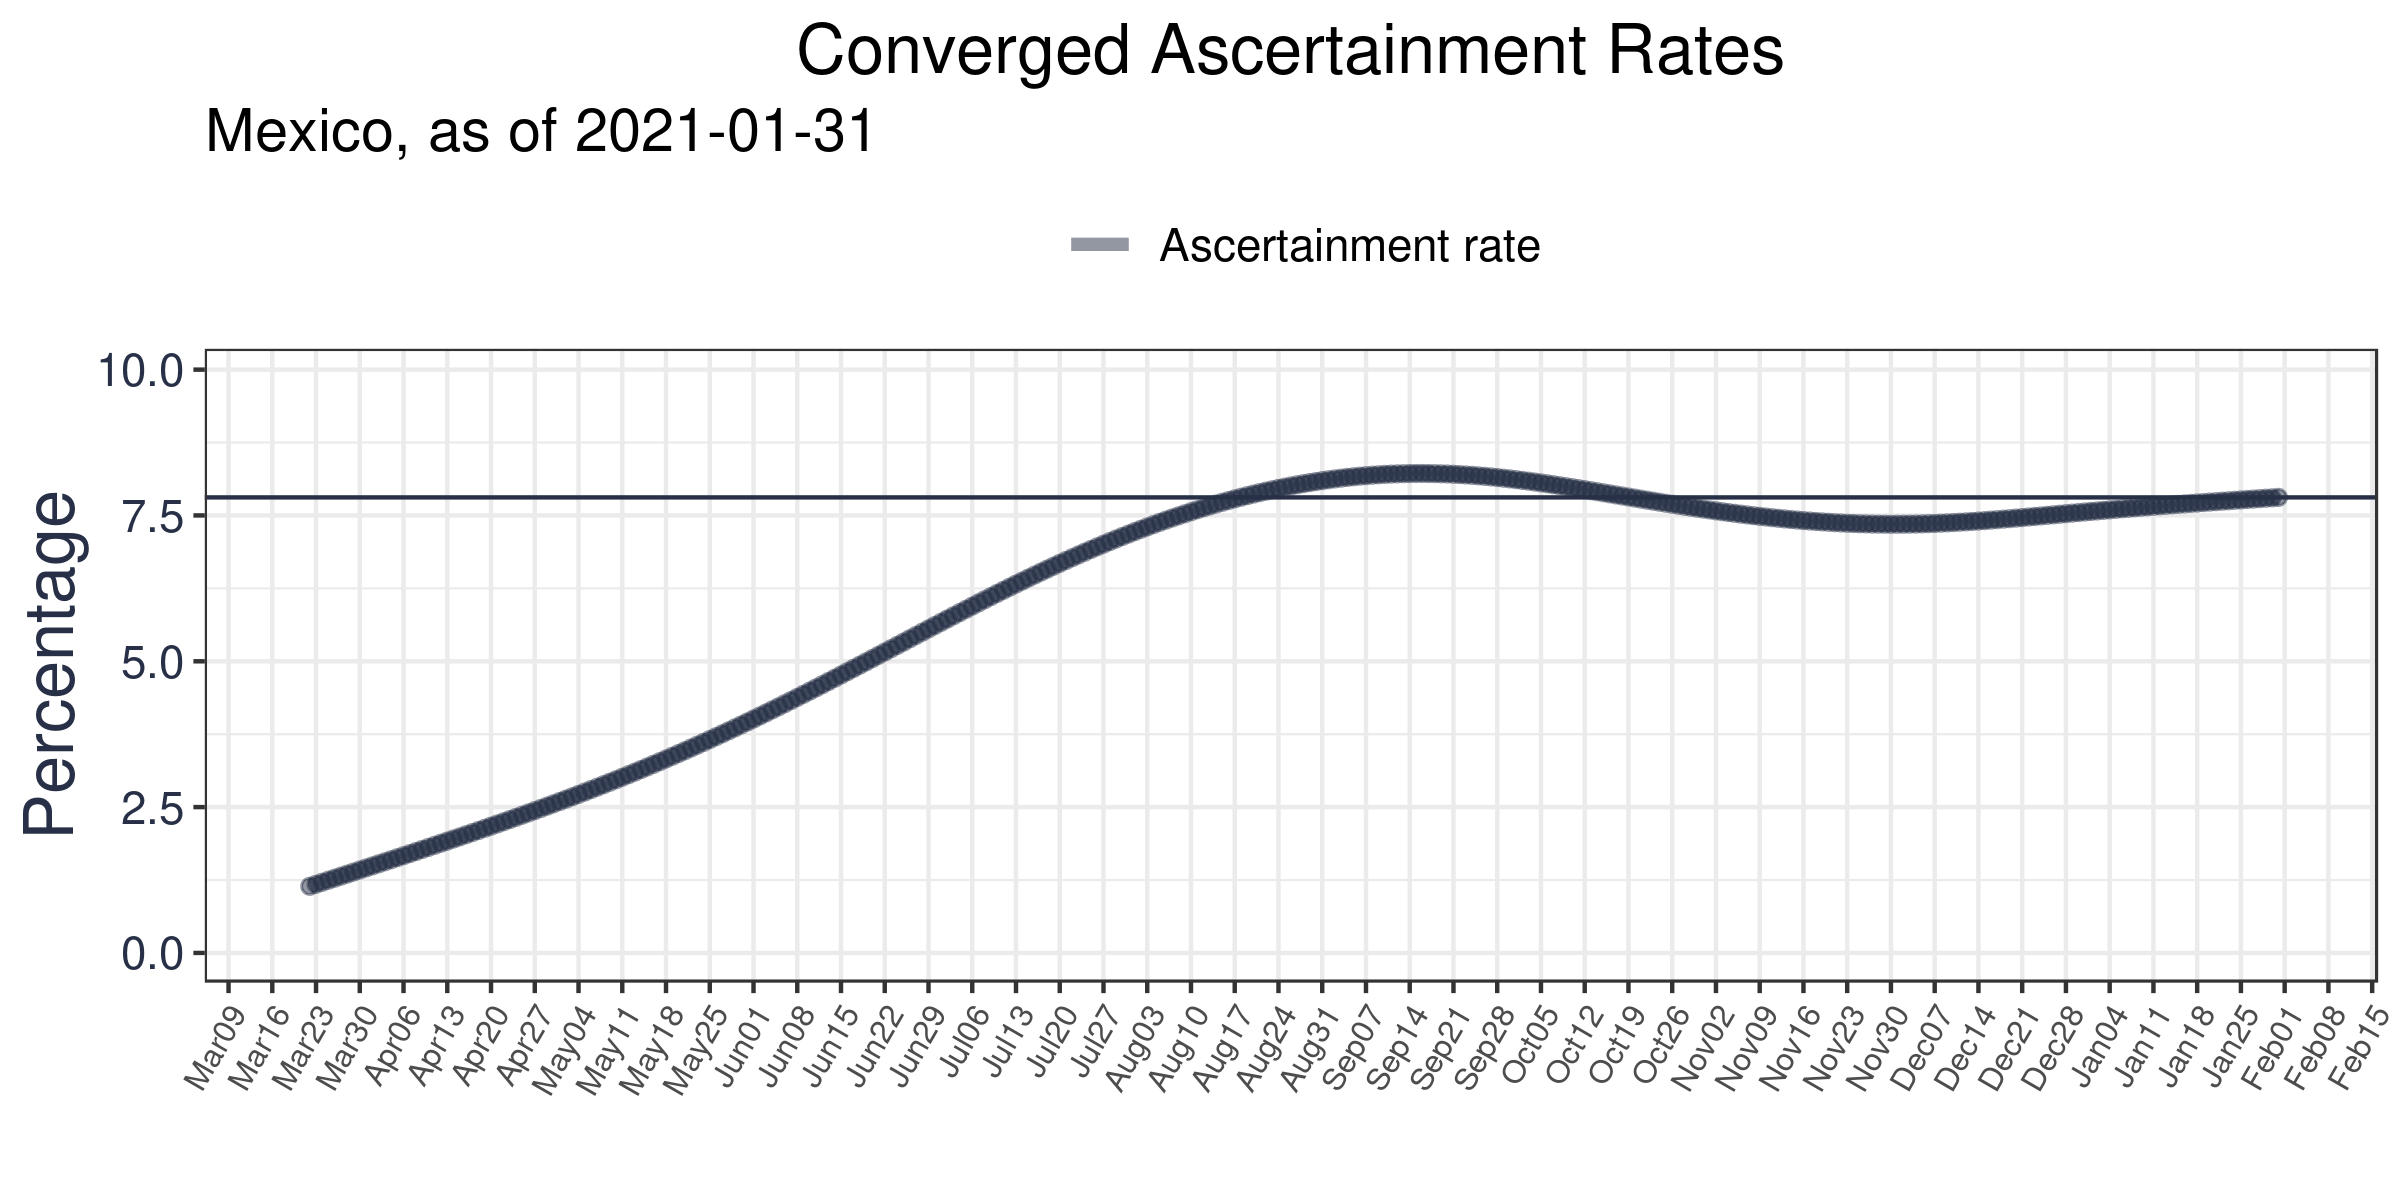 Converged Ascertainment Rates
Mexico, as of 2021-01-31
Ascertainment rate
Percentage
10.0
7.5
5.0
2.5
0.0
Mar09 Mar16 Mar23 Mar30 Apr06 Apr13 Apr20 Apr27 May04 May11 May18 May25 Jun01 Jun08 Jun15 Jun22 Jun29 Jul06 Jul13 Jul20 Jul27 Aug03 Aug10 Aug17 Aug24 Aug31 Sep07 Sep14 Sep21 Sep28 Oct05 Oct12 Oct19 Oct26 Nov02 Nov09 Nov16 Nov23 Nov30 Dec07 Dec14 Dec21 Dec28 Jan04 Jan11 Jan18 Jan25 Feb01 Feb08 Feb15